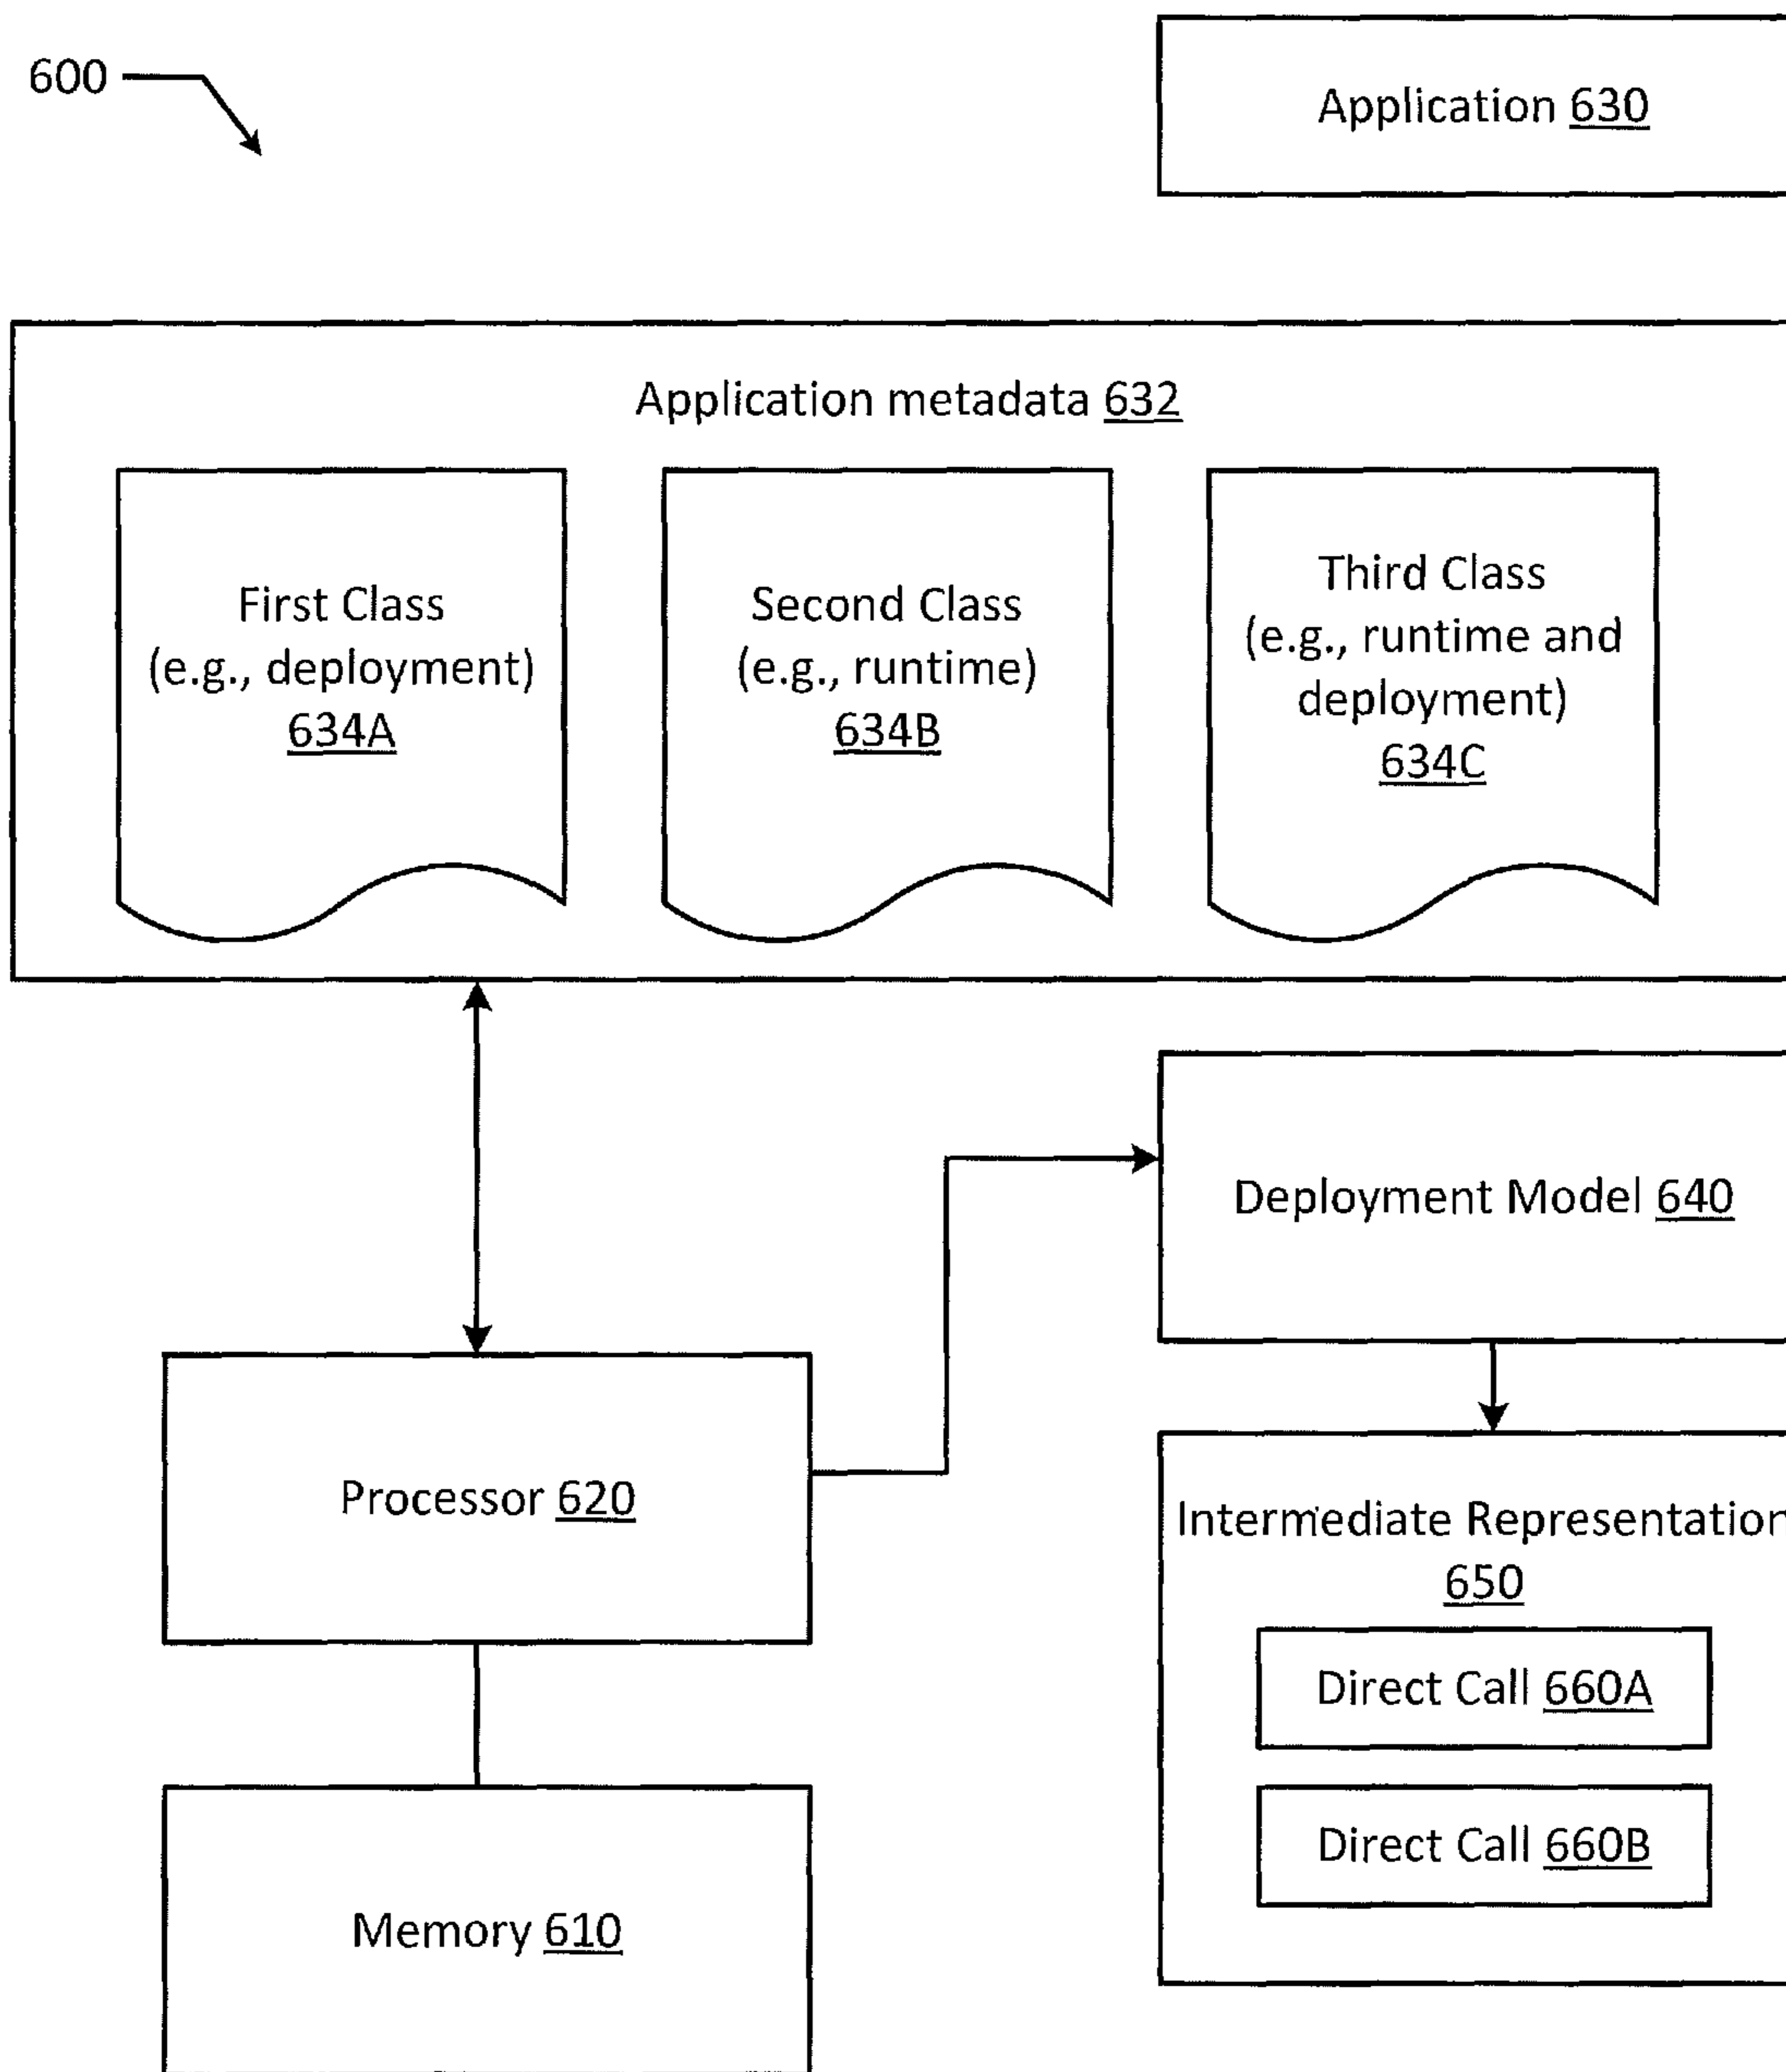 600
Application 630
Application metadata 632
First Class
(e.g., deployment)
634A
Second Class
(e.g., runtime)
634B
Third Class
(e.g., runtime and
deployment)
634C
Deployment Model 640
Processor 620
Intermediate Representation
650
Direct Call 660A
Direct Call 660B
Memory 610